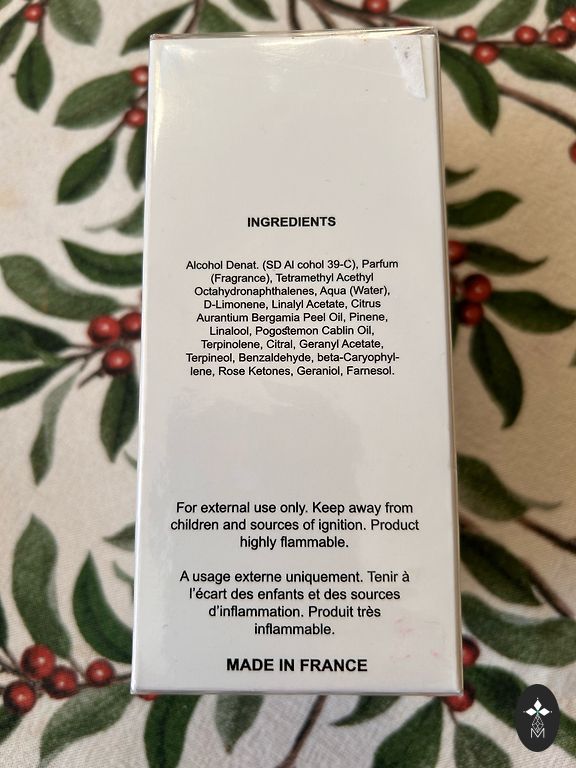 INGREDIENTS
Alcohol Denat. (SD Al cohol 39-C), Parfum
(Fragrance), Tetramethyl Acethyl
Octahydronaphthalenes, Aqua (Water),
D-Limonene, Linalyl Acetate, Citrus
Aurantium Bergamia Peel Oil, Pinene,
Linalool, Pogostemon Cablin Oil,
Terpinolene, Citral, Geranyl Acetate,
Terpineol, Benzaldehyde, beta-Caryophyl-
lene, Rose Ketones, Geraniol, Farnesol.
For external use only. Keep away from
children and sources of ignition. Product
highly flammable.
A usage externe uniquement. Tenir à
l'écart des enfants et des sources
d'inflammation. Produit très
inflammable.
MADE IN FRANCE